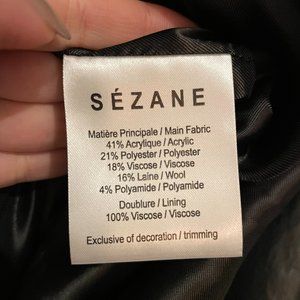 SÉZANE
Matière Principale / Main Fabric
41% Acrylique / Acrylic
21% Polyester / Polyester
18% Viscose / Viscose
16% Laine / Wool
4% Polyamide / Polyamide
Doublure / Lining
100% Viscose / Viscose
Exclusive of decoration / trimming